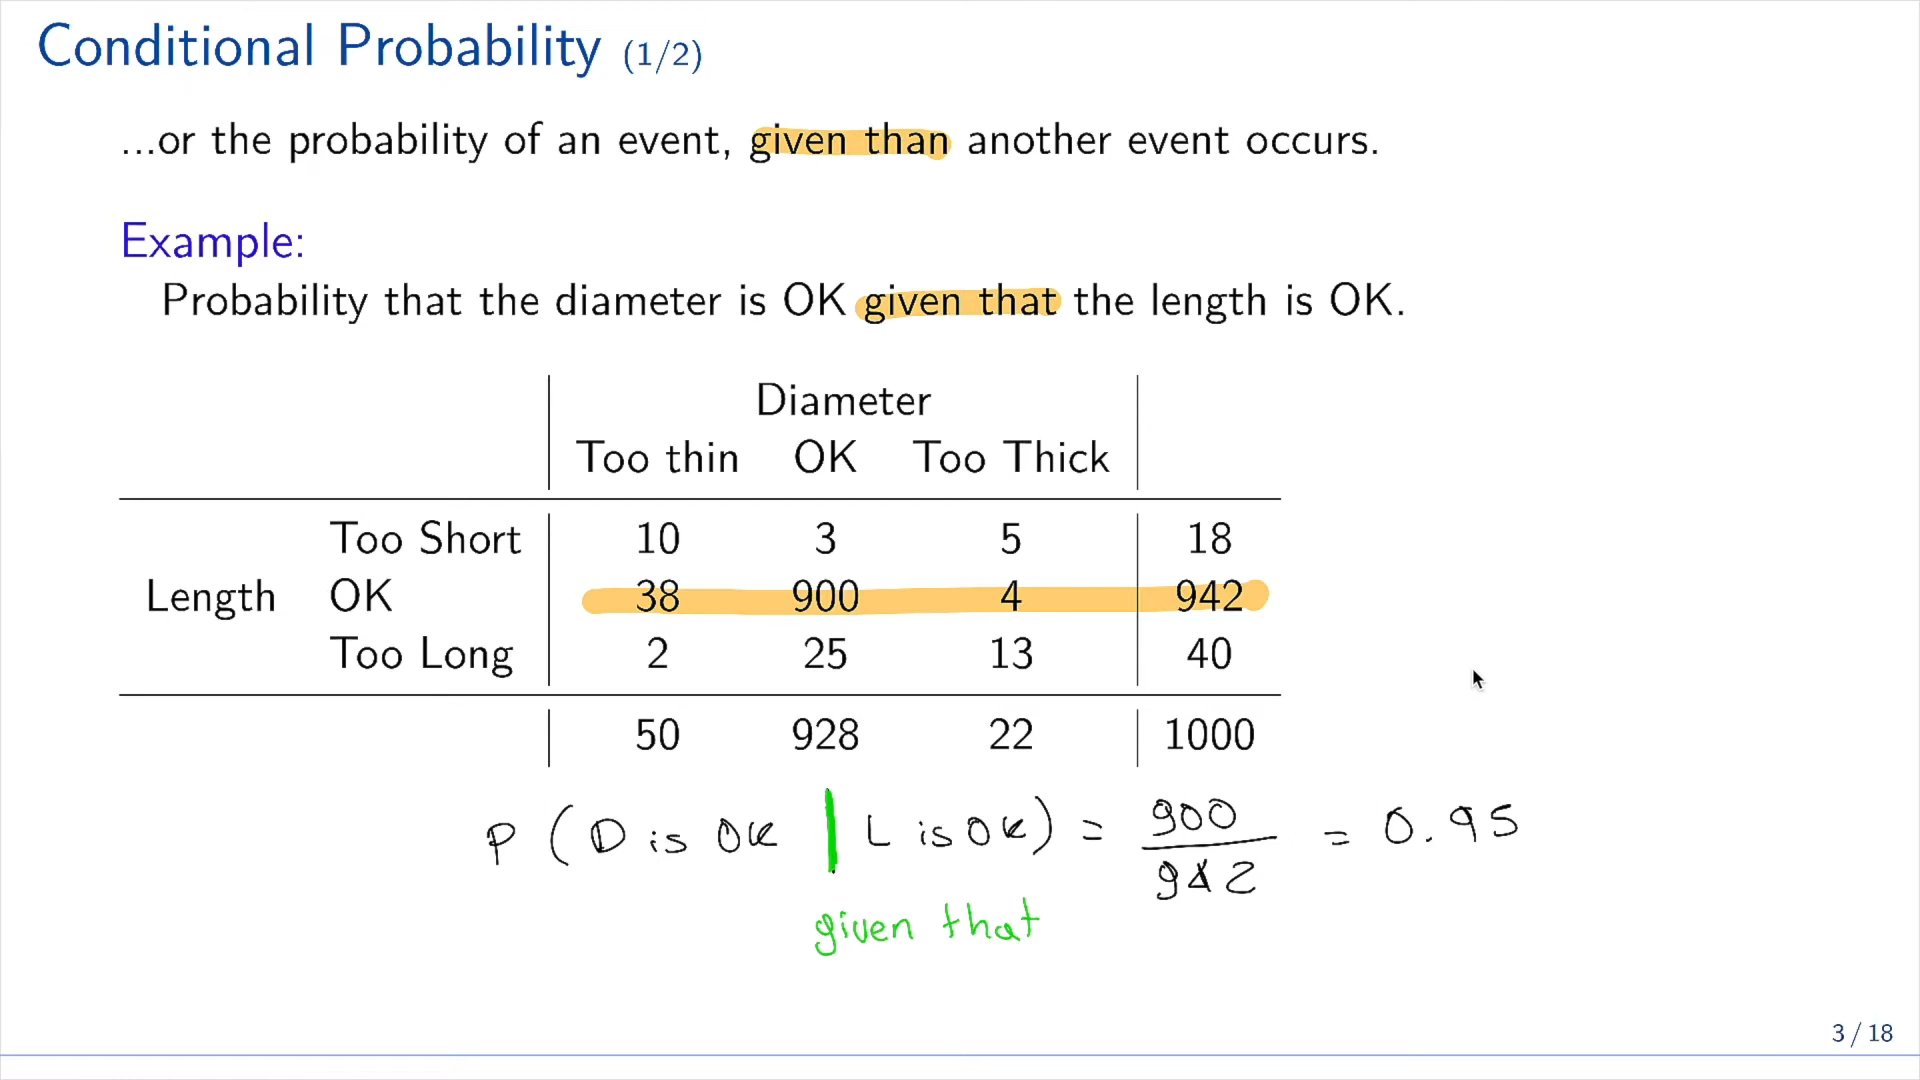 Conditional Probability (1/2)
...or the probability of an event, given than another event occurs.
Example:
Probability that the diameter is OK given that the length is OK.
Diameter
Too thin OK Too Thick
Too Short 10 3 5 18
Length OK 38 900 4 942
Too Long 2 25 13 40
50 928 22 1000
P (D is OK | L is OK) = 900/942 = 0.95
given that
3 / 18